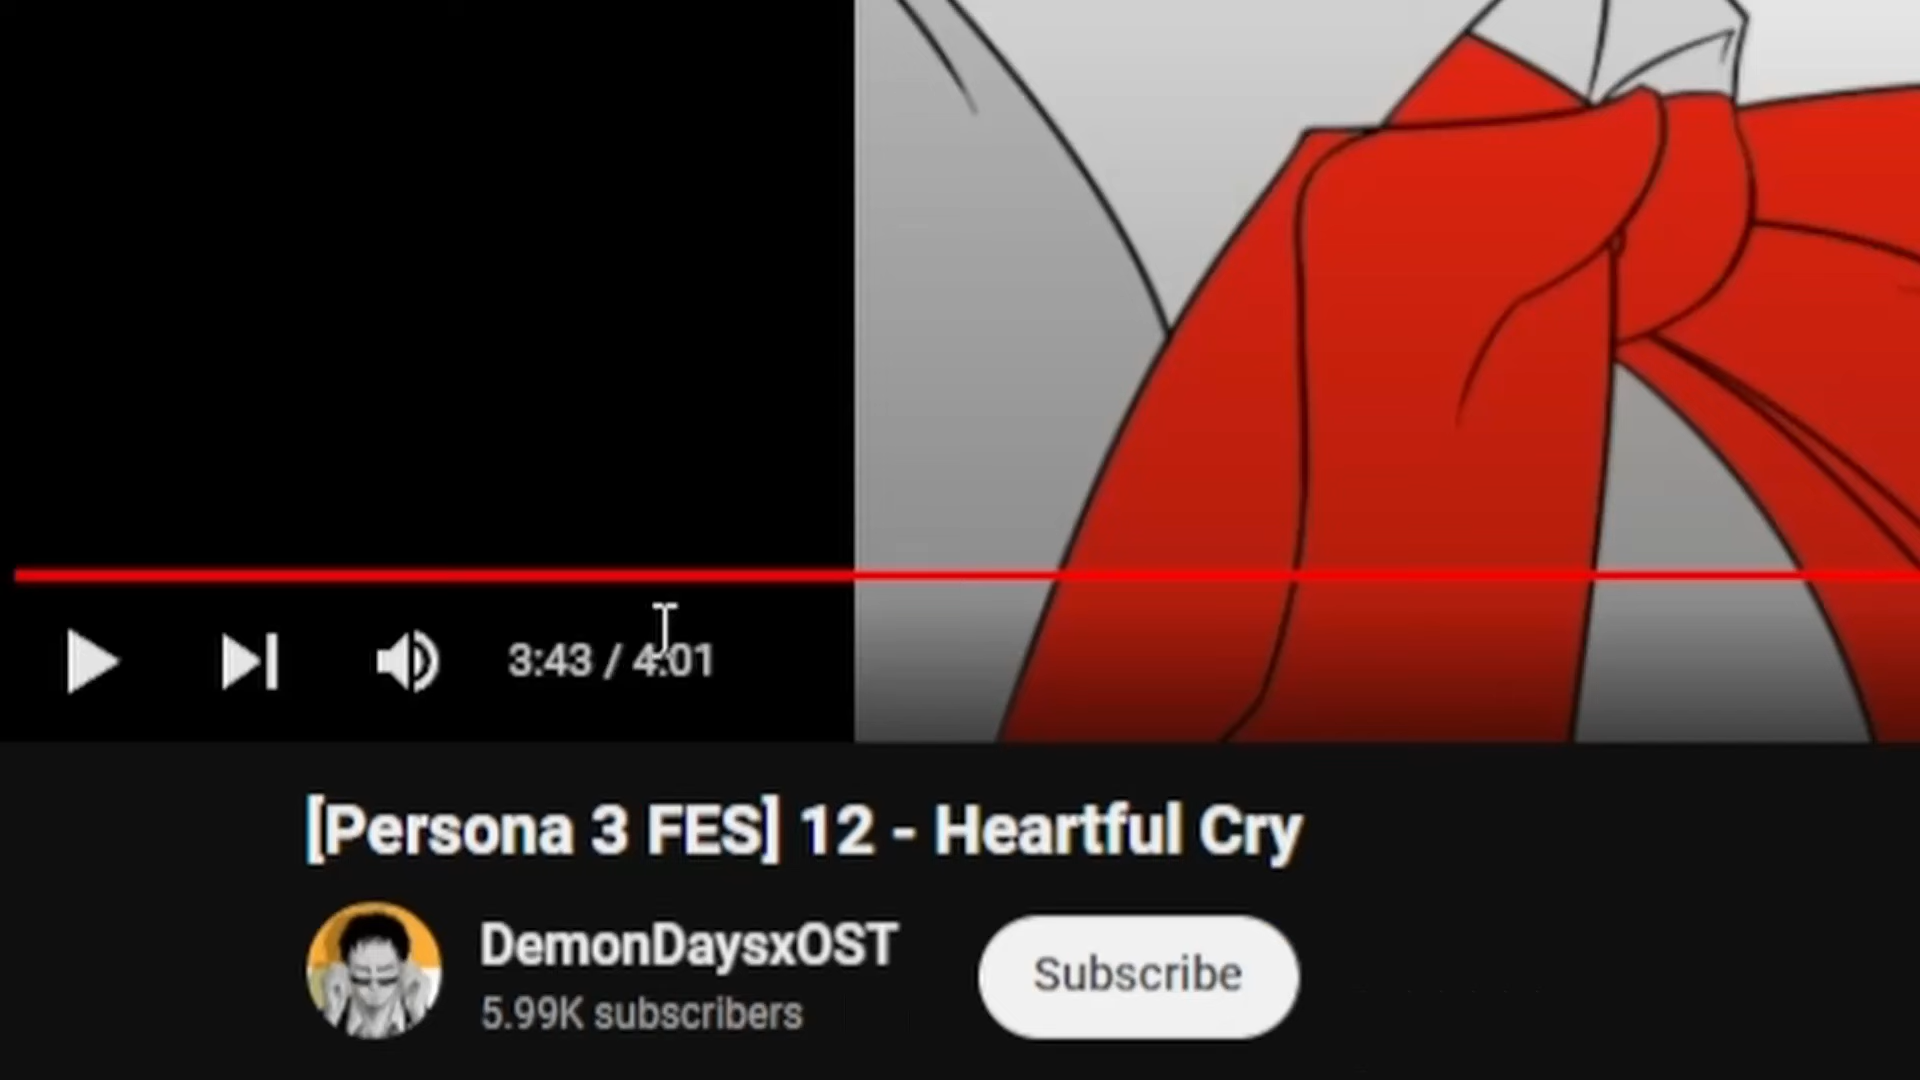 3:43 / 4:01
[Persona 3 FES] 12 - Heartful Cry
DemonDaysxOST
Subscribe
5.99K subscribers